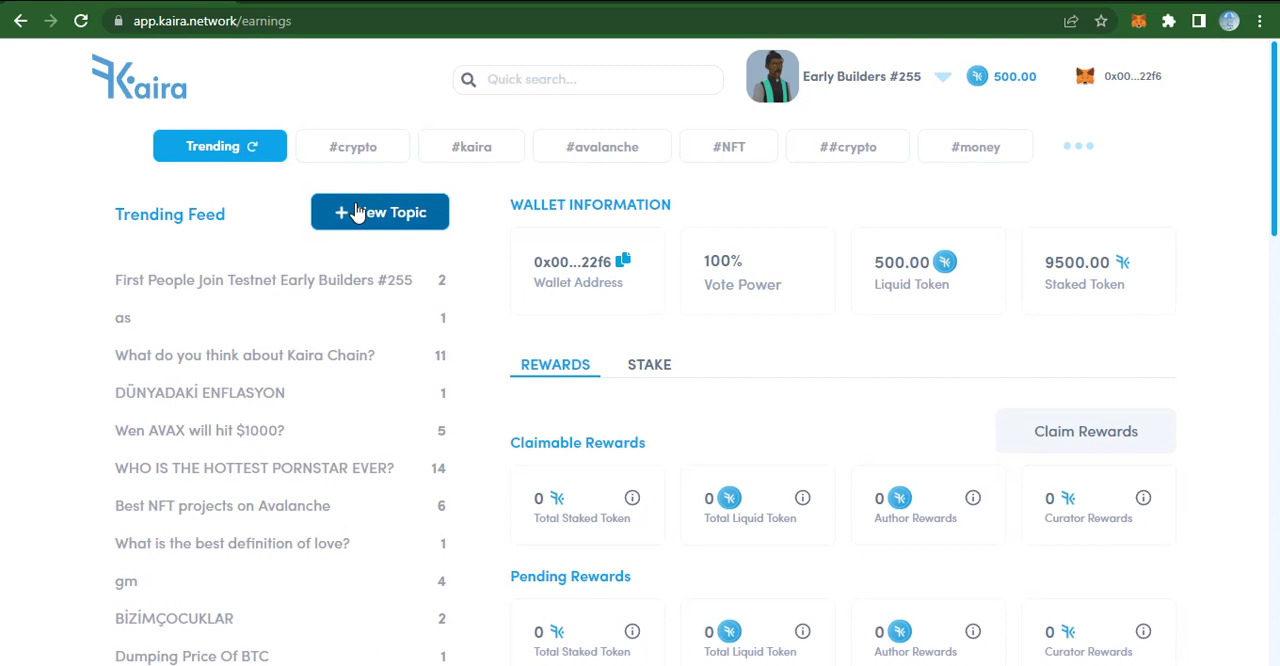 app.kaira.network/earnings
Kaira
Quick search...
Early Builders #255
500.00
0x00...22f6
Trending
#crypto
#kaira
#avalanche
#NFT
##crypto
#money
Trending Feed
+ New Topic
First People Join Testnet Early Builders #255 2
as 1
What do you think about Kaira Chain? 11
DÜNYADAKİ ENFLASYON 1
Wen AVAX will hit $1000? 5
WHO IS THE HOTTEST PORNSTAR EVER? 14
Best NFT projects on Avalanche 6
What is the best definition of love? 1
gm 4
BİZİMÇOCUKLAR 2
Dumping Price Of BTC 1
WALLET INFORMATION
0x00...22f6
Wallet Address
100%
Vote Power
500.00
Liquid Token
9500.00
Staked Token
REWARDS
STAKE
Claimable Rewards
Claim Rewards
0
Total Staked Token
0
Total Liquid Token
0
Author Rewards
0
Curator Rewards
Pending Rewards
0
Total Staked Token
0
Total Liquid Token
0
Author Rewards
0
Curator Rewards